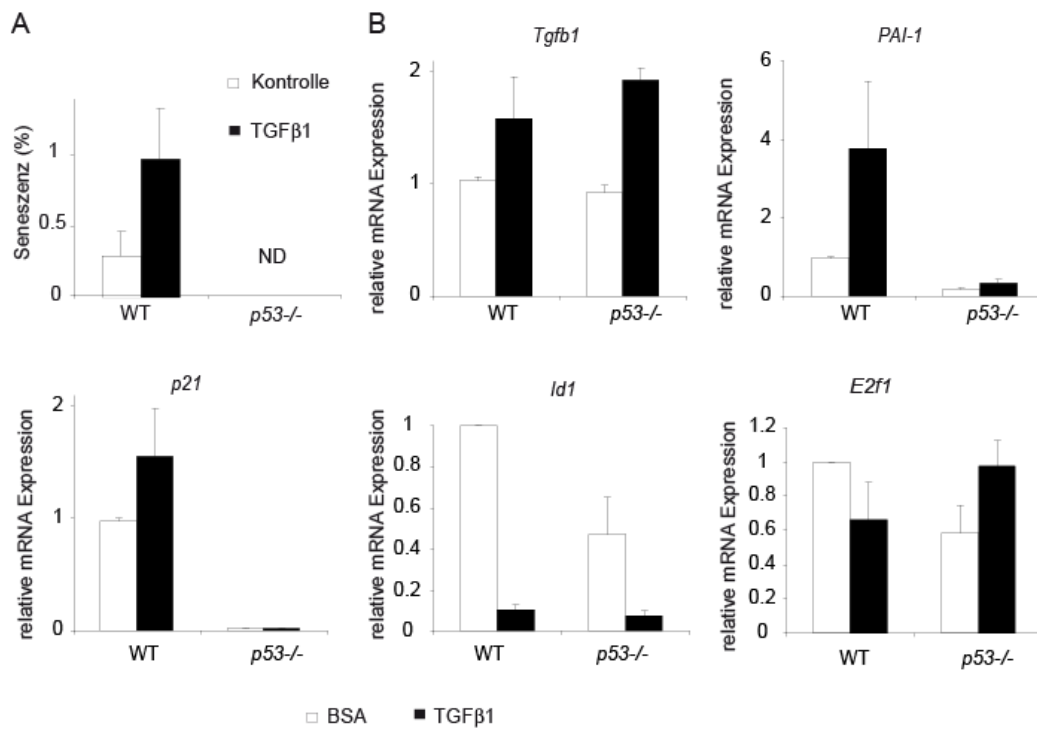 A
Kontrolle
TGFβ1
Seneszenz (%)
1
0.5
0
ND
WT
p53-/-
B
Tgfb1
relative mRNA Expression
2
1
0
WT
p53-/-
PAI-1
relative mRNA Expression
6
4
2
0
WT
p53-/-
p21
relative mRNA Expression
2
1
0
WT
p53-/-
Id1
relative mRNA Expression
1
0.8
0.6
0.4
0.2
0
WT
p53-/-
E2f1
relative mRNA Expression
1.2
1
0.8
0.6
0.4
0.2
0
WT
p53-/-
BSA
TGFβ1